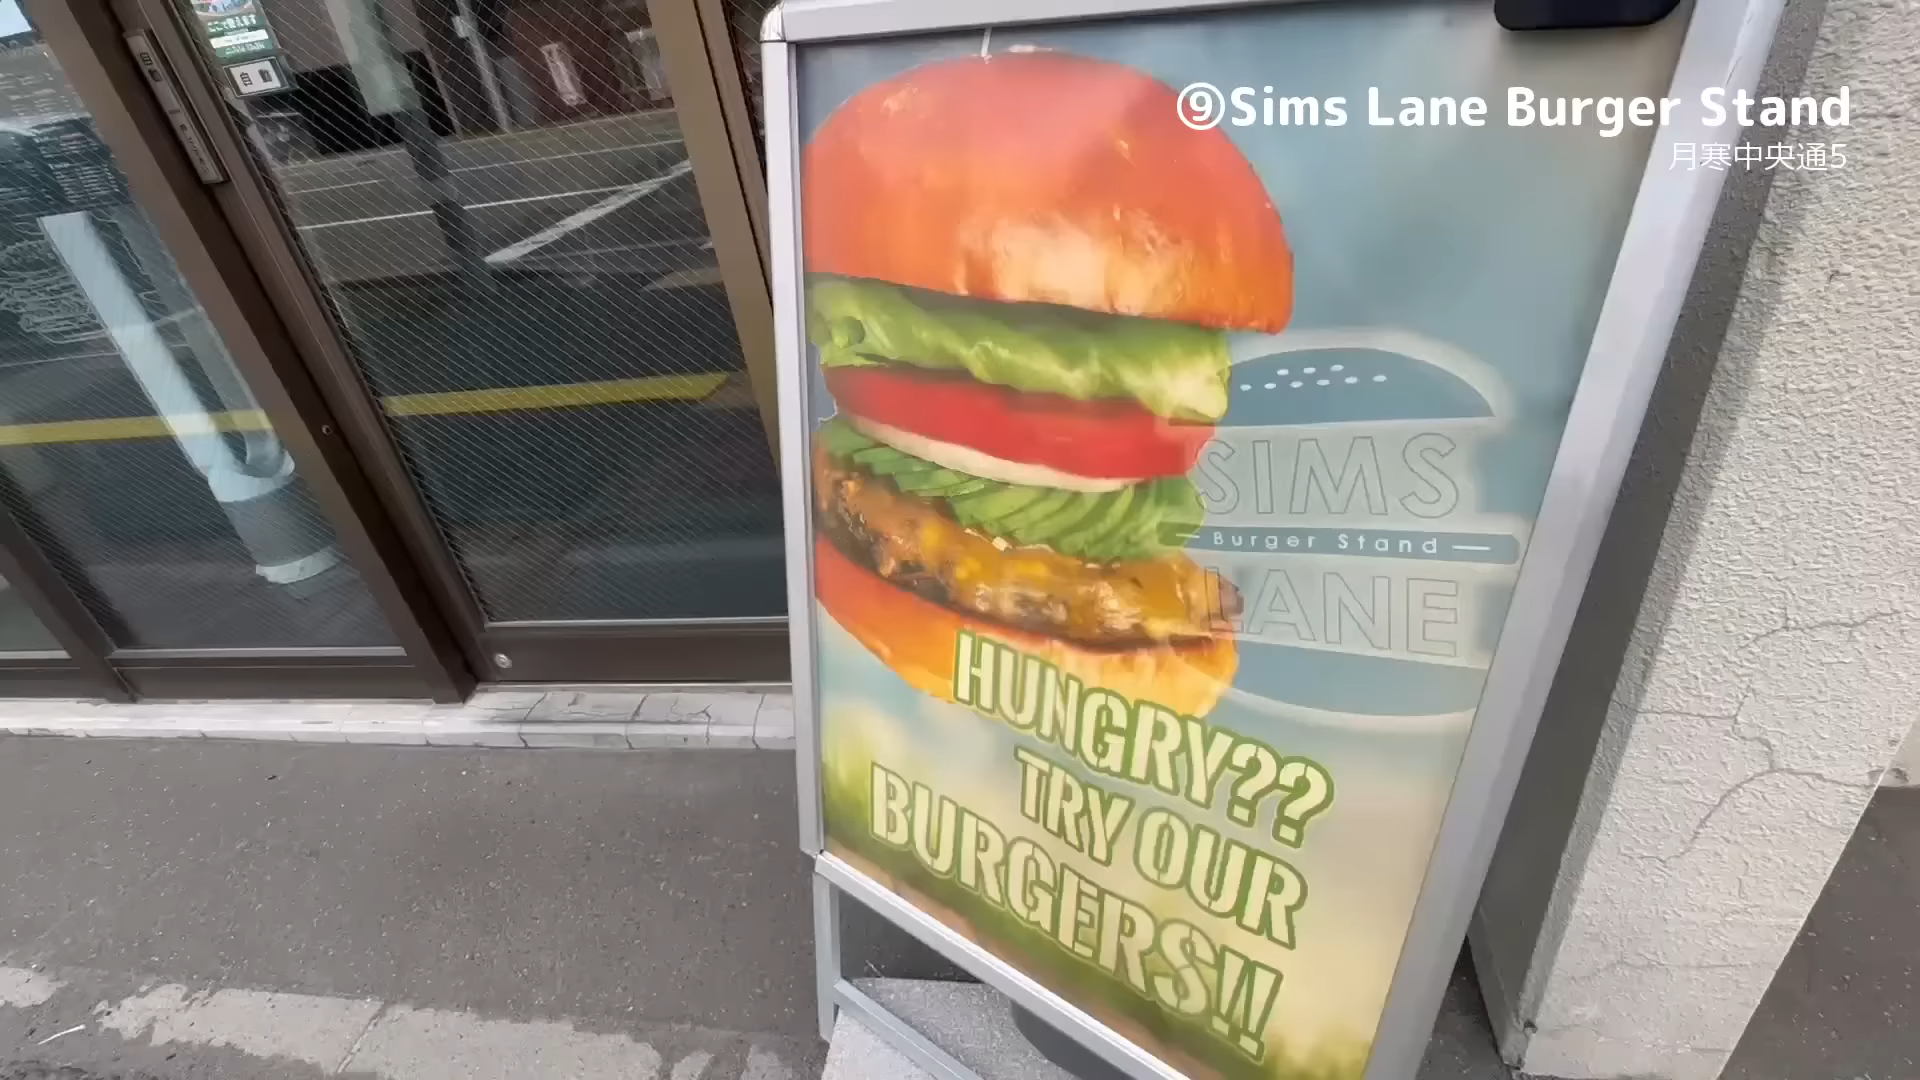 ⑨Sims Lane Burger Stand
月寒中央通5
自動
SIMS
Burger Stand
LANE
HUNGRY??
TRY OUR
BURGERS!!